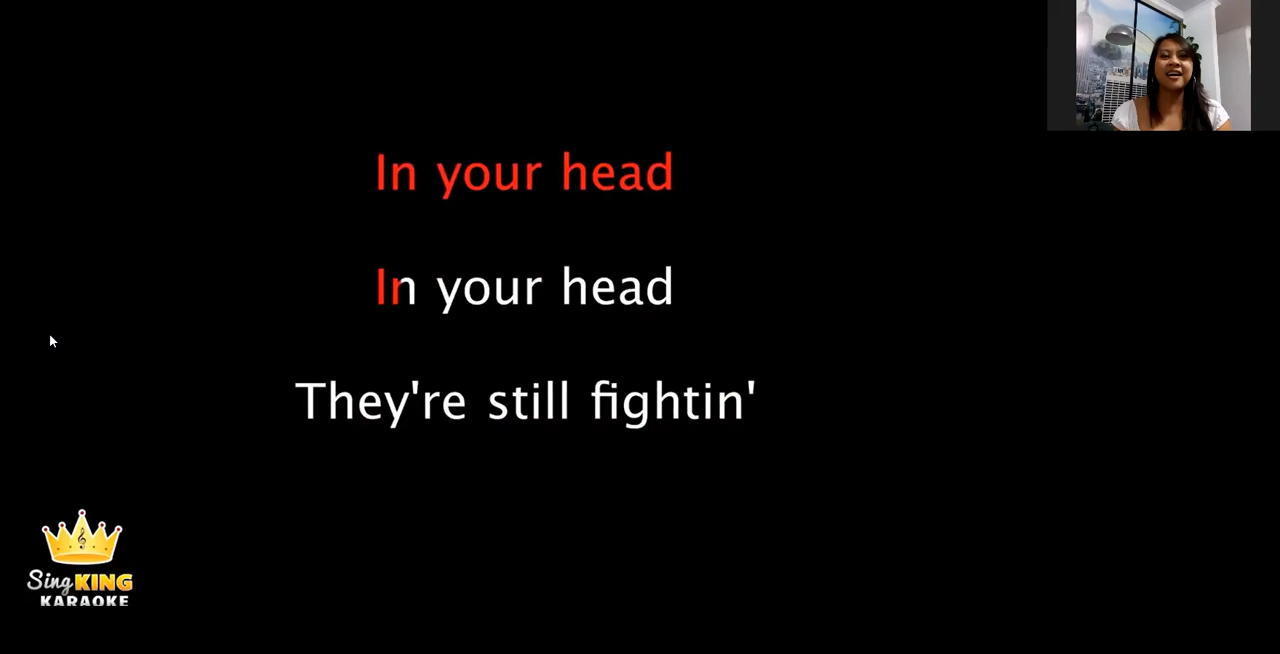 In your head
In your head
They're still fightin'
Sing KING
KARAOKE